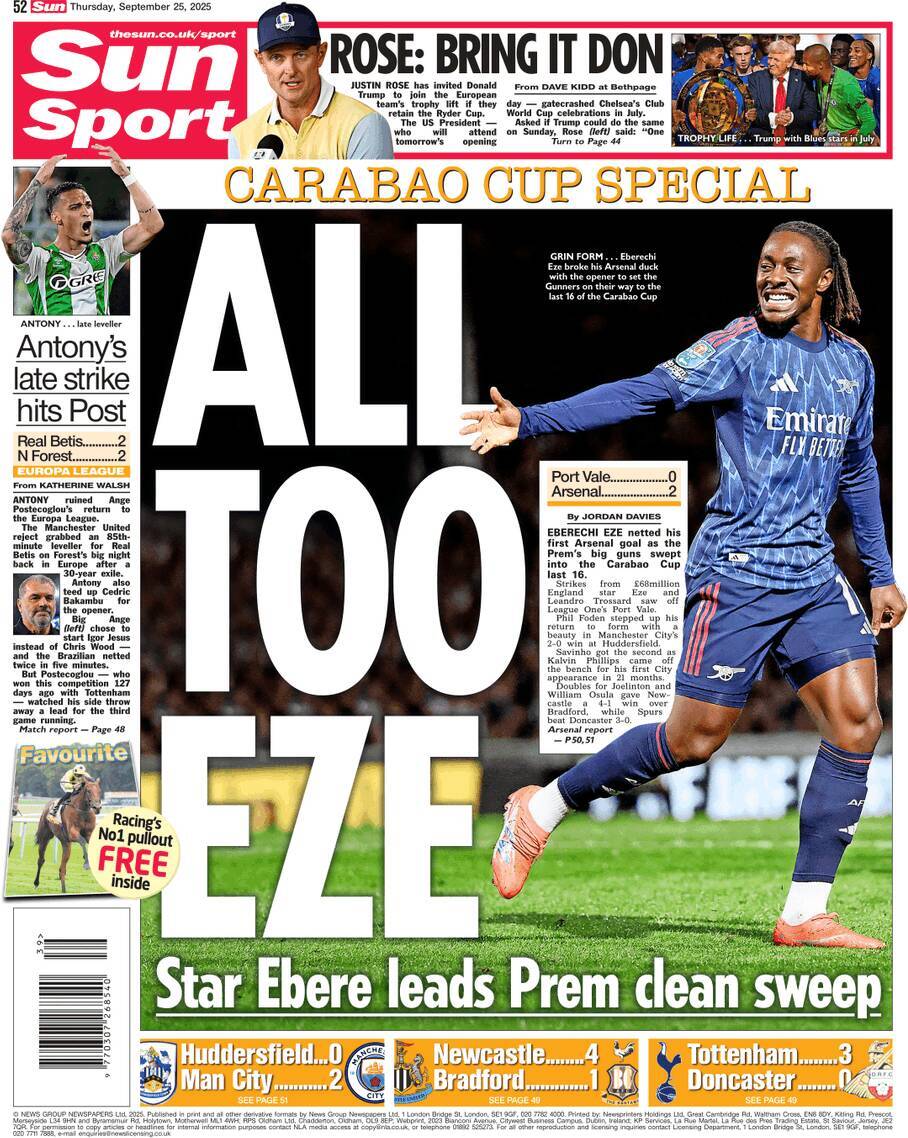 52 Sun Thursday, September 25, 2025
thesun.co.uk/sport
Sun
Sport
ROSE: BRING IT DON
JUSTIN ROSE has invited Donald
Trump to join the European
team's trophy lift if they
retain the Ryder Cup.
The US President —
who will attend
tomorrow's opening
From DAVE KIDD at Bethpage
day — gatecrashed Chelsea's Club
World Cup celebrations in July.
Asked if Trump could do the same
on Sunday, Rose (left) said: "One
Turn to Page 44
TROPHY LIFE . . . Trump with Blues stars in July
CARABAO CUP SPECIAL
GREE
ANTONY . . . late leveller
Antony's
late strike
hits Post
Real Betis..........2
N Forest.............2
EUROPA LEAGUE
From KATHERINE WALSH
ANTONY ruined Ange
Postecoglou's return to
the Europa League.
The Manchester United
reject grabbed an 85th-
minute leveller for Real
Betis on Forest's big night
back in Europe after a
30-year exile.
Antony also
teed up Cedric
Bakambu for
the opener.
Big Ange
(left) chose to
start Igor Jesus
instead of Chris Wood —
and the Brazilian netted
twice in five minutes.
But Postecoglou — who
won this competition 127
days ago with Tottenham
— watched his side throw
away a lead for the third
game running.
Match report — Page 48
Favourite
Racing's
No1 pullout
FREE
inside
39>
9 770307 268540
ALL
TOO
EZE
GRIN FORM . . . Eberechi
Eze broke his Arsenal duck
with the opener to set the
Gunners on their way to the
last 16 of the Carabao Cup
Emirates
FLY BETTER
Port Vale...................0
Arsenal......................2
By JORDAN DAVIES
EBERECHI EZE netted his
first Arsenal goal as the
Prem's big guns swept
into the Carabao Cup
last 16.
Strikes from £68million
England star Eze and
Leandro Trossard saw off
League One's Port Vale.
Phil Foden stepped up his
return to form with a
beauty in Manchester City's
2-0 win at Huddersfield.
Savinho got the second as
Kalvin Phillips came off
the bench for his first City
appearance in 21 months.
Doubles for Joelinton and
William Osula gave New-
castle a 4-1 win over
Bradford, while Spurs
beat Doncaster 3-0.
Arsenal report
— P50,51
Star Ebere leads Prem clean sweep
Huddersfield...0
Man City...........2
SEE PAGE 51
Newcastle........4
Bradford...........1
SEE PAGE 49
Tottenham........3
Doncaster........0
SEE PAGE 49
© NEWS GROUP NEWSPAPERS Ltd, 2025. Published in print and all other derivative formats by News Group Newspapers Ltd, 1 London Bridge St, London, SE1 9GF, 020 7782 4000. Printed by: Newsprinters Holdings Ltd, Great Cambridge Rd, Waltham Cross, EN8 8DY, Kitling Rd, Prescot,
Merseyside L34 9HN and Byramsmuir Rd, Holytown, Motherwell ML1 4WH; RPS Oldham Ltd, Chadderton, Oldham, OL9 8EP; Webprint, 2023 Bianconi Avenue, Citywest Business Campus, Dublin, Ireland; KP Services, La Rue Martel, La Rue des Pres Trading Estate, St Saviour, Jersey, JE2
7QR. For permission to copy articles or headlines for internal information purposes contact NLA media access at copy@nla.co.uk, or telephone 01892 525273. For all other reproduction and licensing inquiries contact Licensing Department, 1 London Bridge St, London, SE1 9GF, telephone
020 7711 7888, e-mail enquiries@newslicensing.co.uk